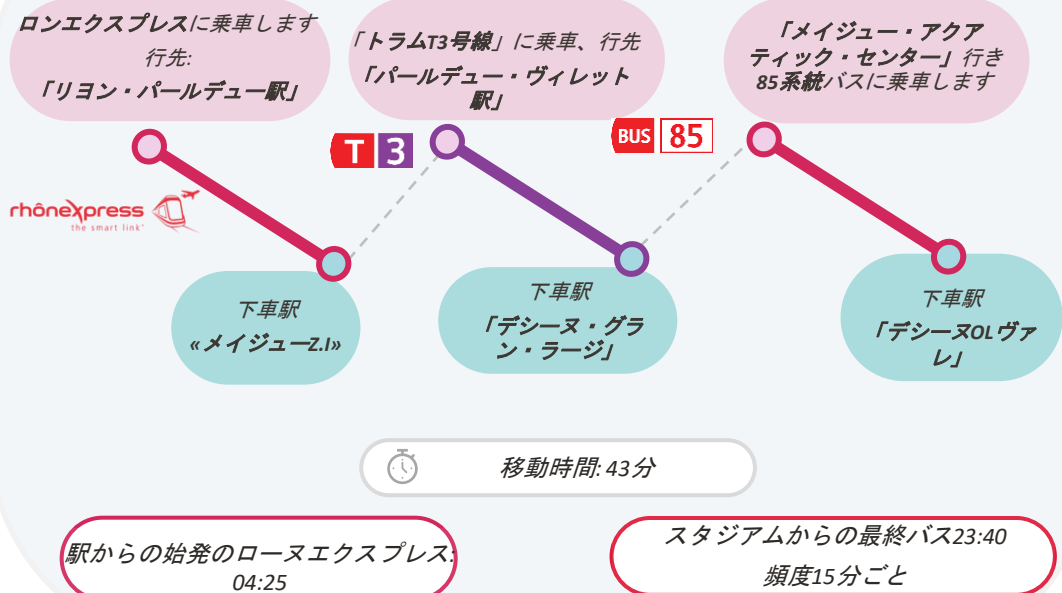 ロンエクスプレスに乗車します
行先:
「リヨン・パールデュー駅」
「トラムT3号線」に乗車、行先
「パールデュー・ヴィレット
駅」
「メイジュー・アクア
ティック・センター」行き
85系統バスに乗車します
T 3
BUS 85
rhônexpress
the smart link
下車駅
«メイジューZ.I»
下車駅
「デシーヌ・グラ
ン・ラージ」
下車駅
「デシーヌOLヴァ
レ」
移動時間: 43分
駅からの始発のローヌエクスプレス:
04:25
スタジアムからの最終バス23:40
頻度15分ごと